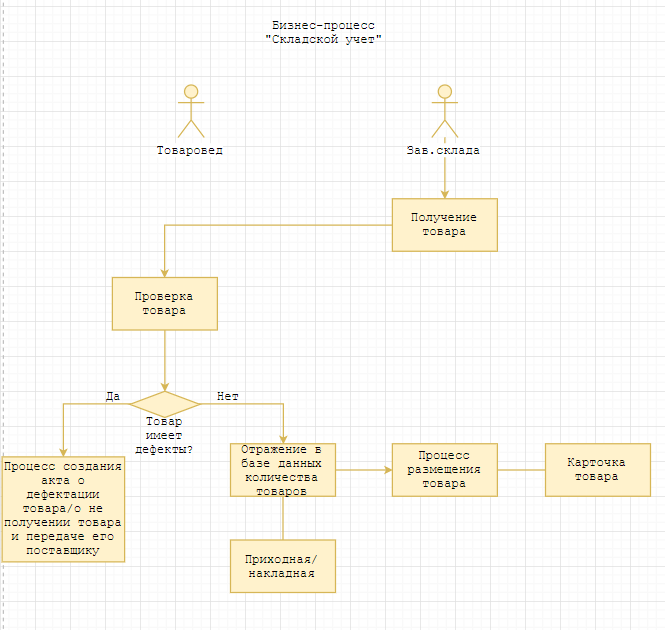 Бизнес-процесс
"Складской учет"
Товаровед
Зав.склада
Получение
товара
Проверка
товара
Да
Нет
Товар
имеет
дефекты?
Процесс создания
акта о
дефектации
товара/о не
получении товара
и передаче его
поставщику
Отражение в
базе данных
количества
товаров
Процесс
размещения
товара
Карточка
товара
Приходная/
накладная